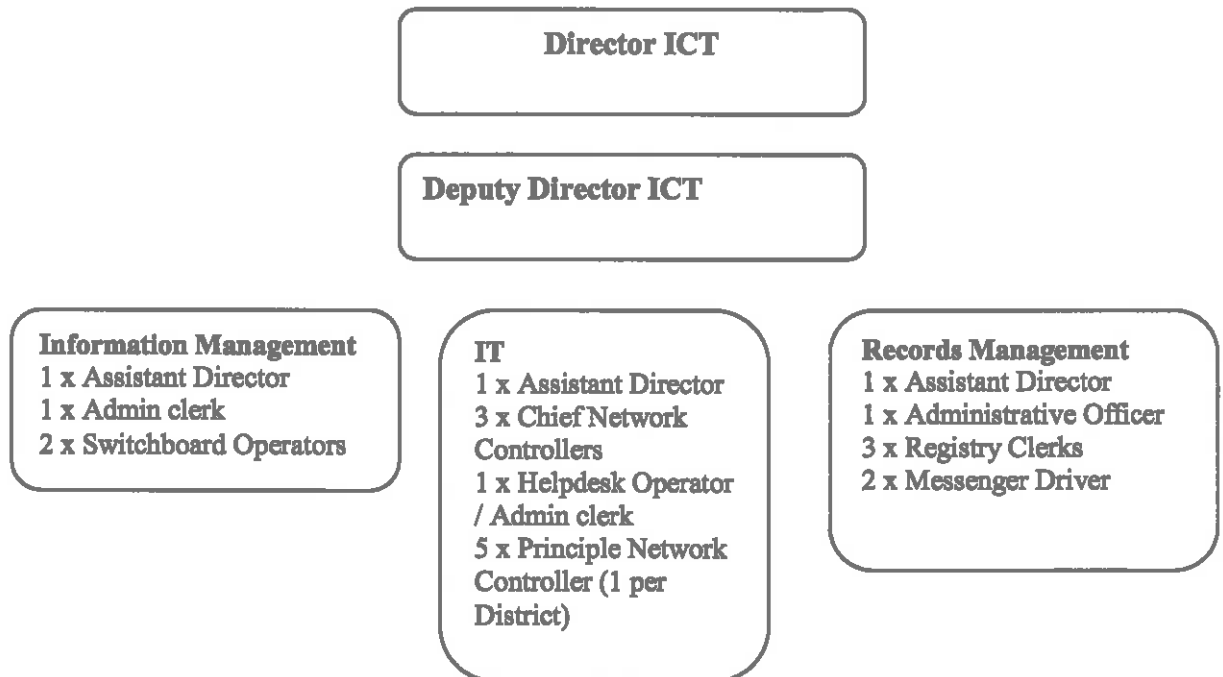 Director ICT
Deputy Director ICT
Information Management
1 x Assistant Director
1 x Admin clerk
2 x Switchboard Operators
IT
1 x Assistant Director
3 x Chief Network
Controllers
1 x Helpdesk Operator
/ Admin clerk
5 x Principle Network
Controller (1 per
District)
Records Management
1 x Assistant Director
1 x Administrative Officer
3 x Registry Clerks
2 x Messenger Driver